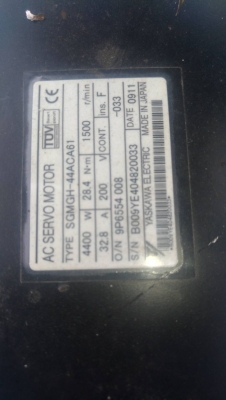 AC SERVO MOTOR TÜV CE
TYPE SGMGH-44ACA61
4400 W 28.4 N·m 1500 r/min
32.8 A 200 V CONT. ins. F
O/N 9P6554 008 -033
S/N B009YE404820033 DATE 0911
YASKAWA ELECTRIC MADE IN JAPAN